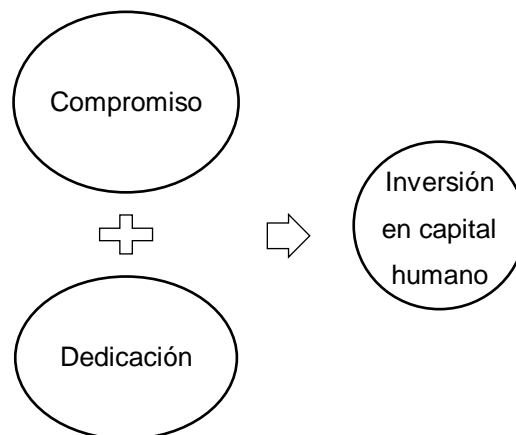 Compromiso
Dedicación
Inversión
en capital
humano